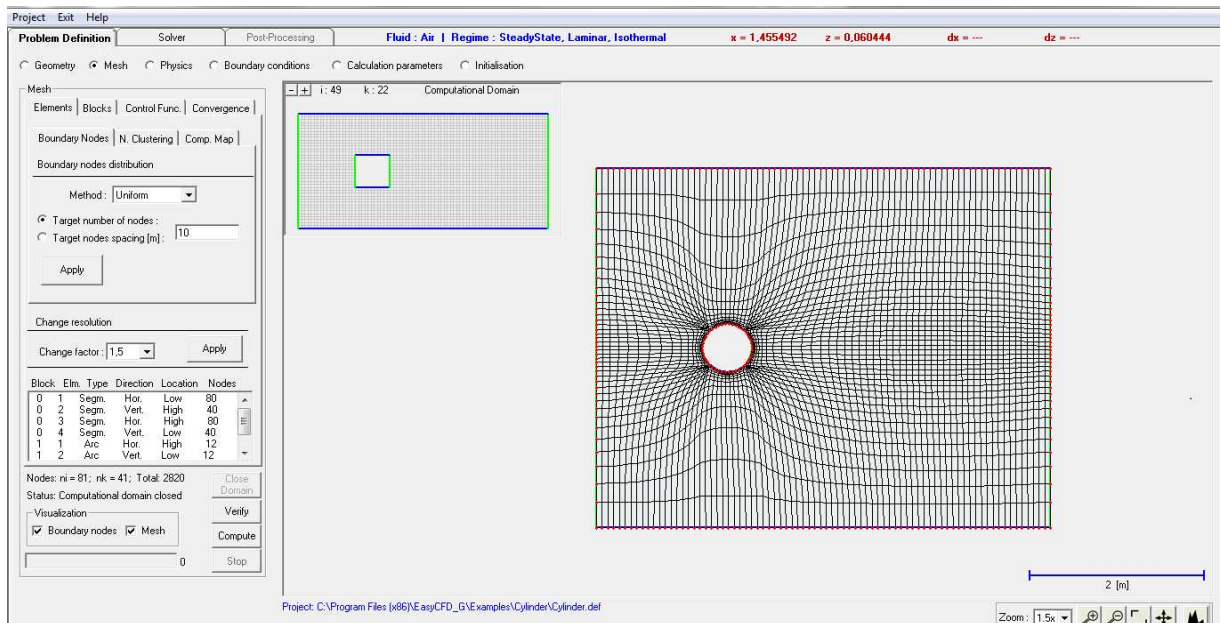 Project Exit Help
Problem Definition Solver Post-Processing Fluid : Air | Regime : SteadyState, Laminar, Isothermal x = 1,455492 z = 0,060444 dx = --- dz = ---
Geometry Mesh Physics Boundary conditions Calculation parameters Initialisation
Mesh
- + i : 49 k : 22 Computational Domain
Elements Blocks Control Func. Convergence
Boundary Nodes N. Clustering Comp. Map
Boundary nodes distribution
Method : Uniform
Target number of nodes :
Target nodes spacing [m] : 10
Apply
Change resolution
Change factor : 1,5 Apply
Block Elm. Type Direction Location Nodes
0 1 Segm. Hor. Low 80
0 2 Segm. Vert. High 40
0 3 Segm. Hor. High 80
0 4 Segm. Vert. Low 40
1 1 Arc Hor. High 12
1 2 Arc Vert. Low 12
Nodes: ni = 81; nk = 41; Total: 2820
Close Domain
Status: Computational domain closed
Visualization
Verify
Boundary nodes Mesh
Compute
0 Stop
2 [m]
Project: C:\Program Files (x86)\EasyCFD_G\Examples\Cylinder\Cylinder.def
Zoom : 1.5x